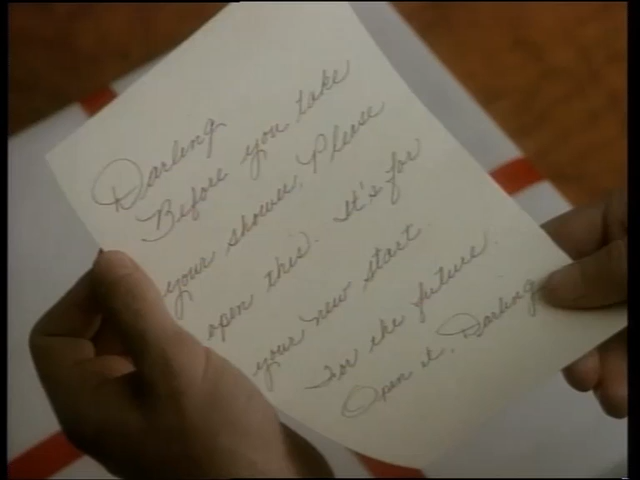 Darling
Before you take
your shower, Please
open this. It's for
your new start
For the future.
Open it, Darling